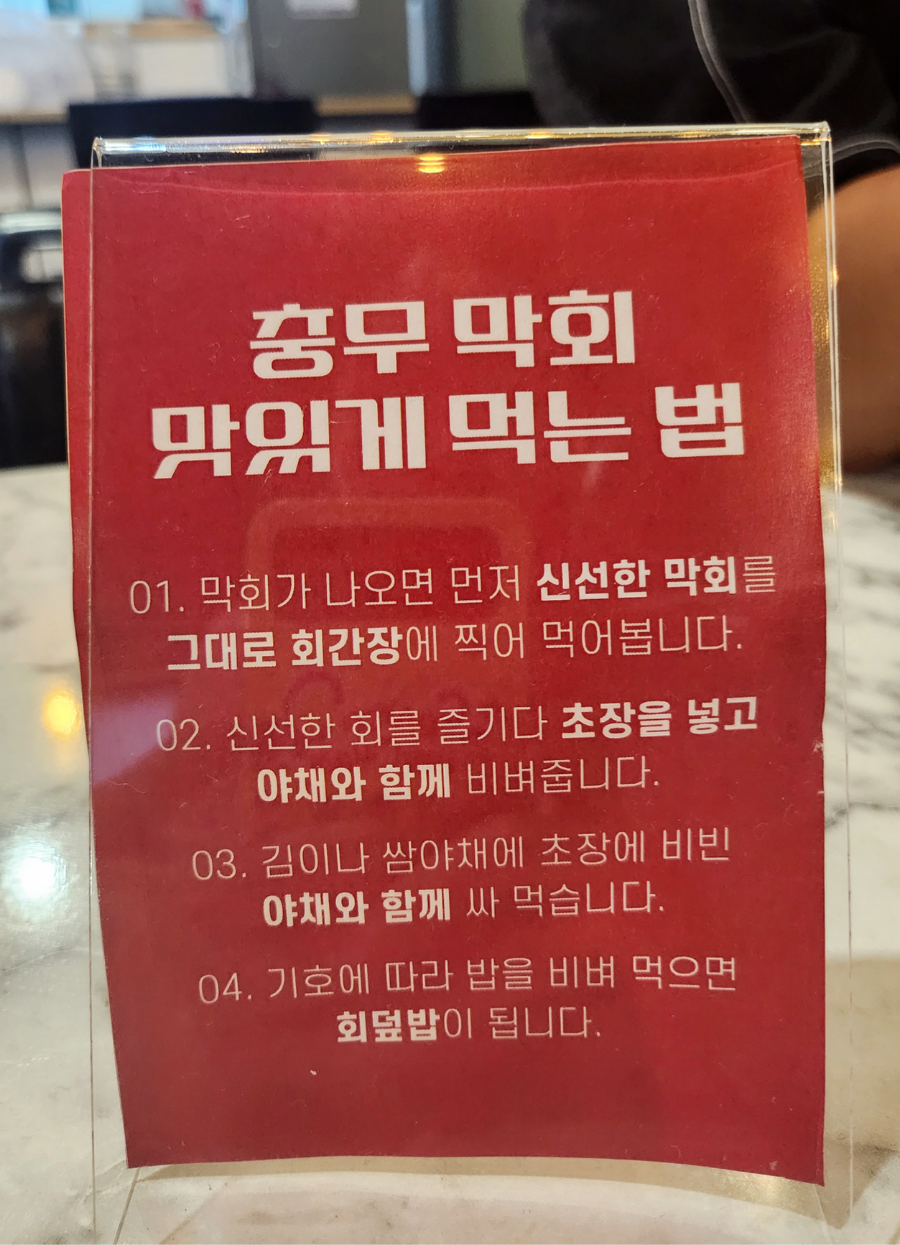 충무 막회
맛있게 먹는 법
01. 막회가 나오면 먼저 신선한 막회를
그대로 회간장에 찍어 먹어봅니다.
02. 신선한 회를 즐기다 초장을 넣고
야채와 함께 비벼줍니다.
03. 김이나 쌈야채에 초장에 비빈
야채와 함께 싸 먹습니다.
04. 기호에 따라 밥을 비벼 먹으면
회덮밥이 됩니다.